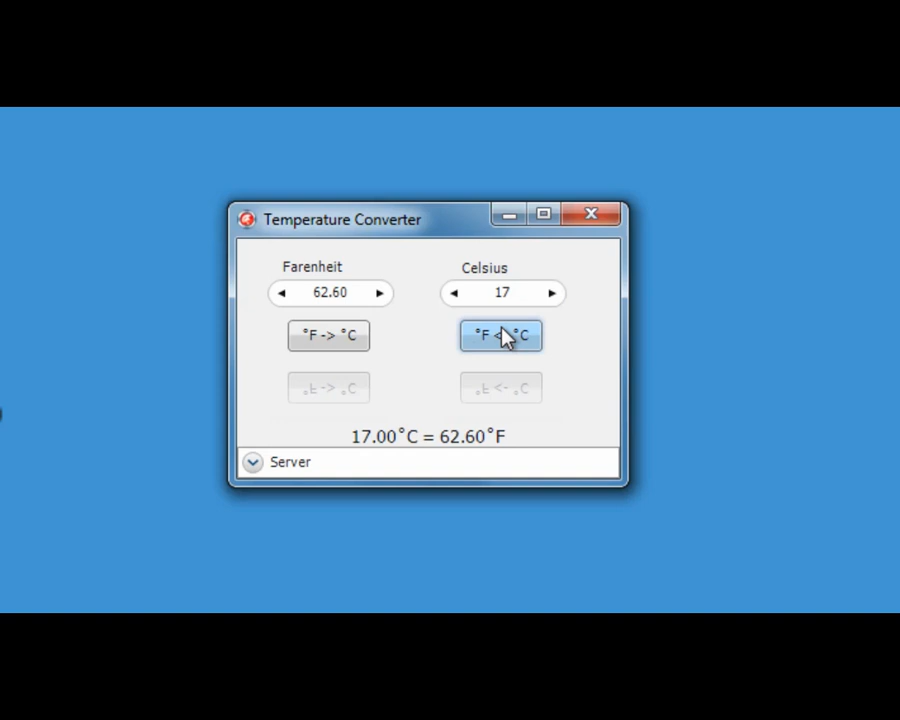 Temperature Converter
Farenheit Celsius
◄ 62.60 ► ◄ 17 ►
°F -> °C °F <- °C
17.00°C = 62.60°F
Server